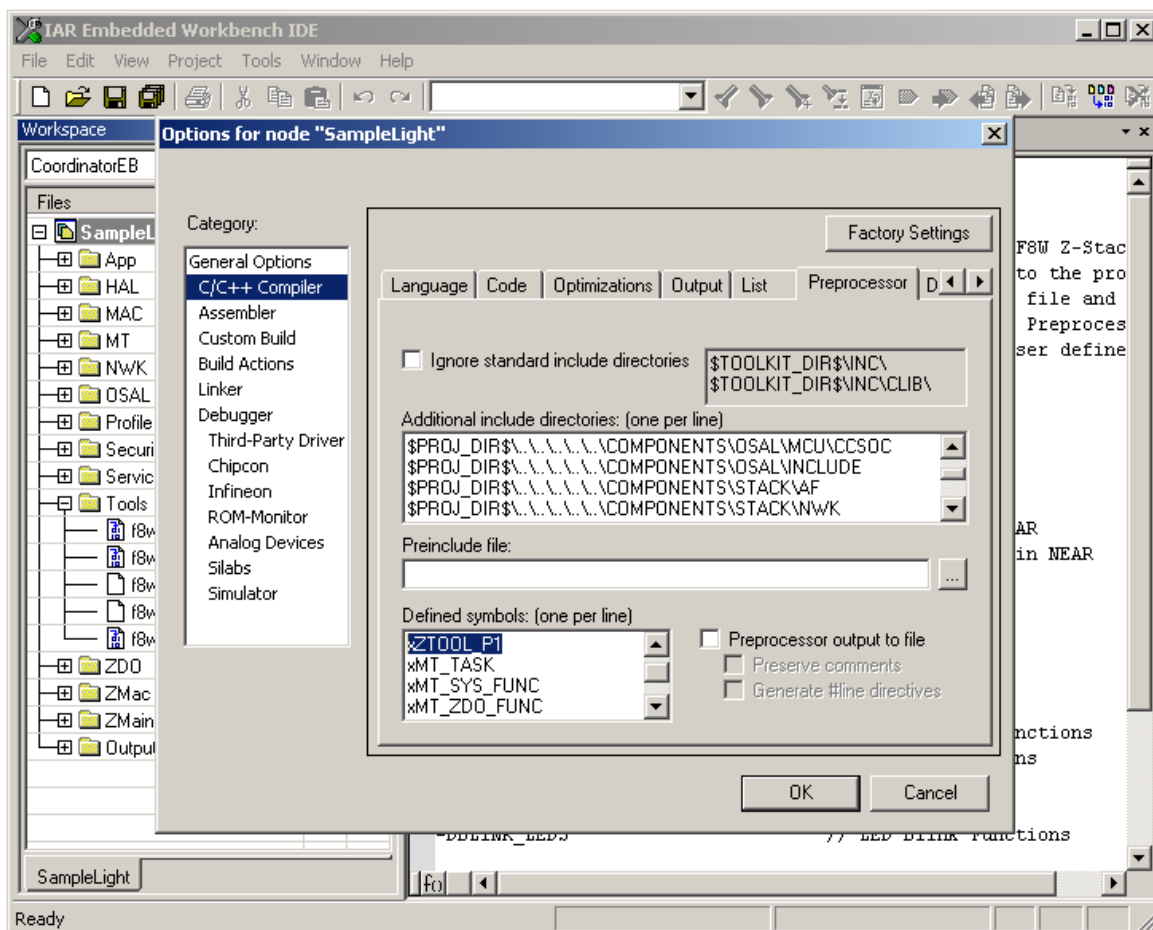 IAR Embedded Workbench IDE
File Edit View Project Tools Window Help
Workspace
CoordinatorEB
Files
SampleL
App
HAL
MAC
MT
NWK
OSAL
Profile
Securi
Servic
Tools
f8w
f8w
f8w
f8w
f8w
ZDO
ZMac
ZMain
Output
SampleLight
Options for node "SampleLight"
Category:
General Options
C/C++ Compiler
Assembler
Custom Build
Build Actions
Linker
Debugger
Third-Party Driver
Chipcon
Infineon
ROM-Monitor
Analog Devices
Silabs
Simulator
Factory Settings
Language Code Optimizations Output List Preprocessor D
Ignore standard include directories
$TOOLKIT_DIR$\INC\
$TOOLKIT_DIR$\INC\CLIB\
Additional include directories: (one per line)
$PROJ_DIR$\..\..\..\..\..\COMPONENTS\OSAL\MCU\CCSOC
$PROJ_DIR$\..\..\..\..\..\COMPONENTS\OSAL\INCLUDE
$PROJ_DIR$\..\..\..\..\..\COMPONENTS\STACK\AF
$PROJ_DIR$\..\..\..\..\..\COMPONENTS\STACK\NWK
Preinclude file:
...
Defined symbols: (one per line)
xZTOOL_P1
xMT_TASK
xMT_SYS_FUNC
xMT_ZDO_FUNC
Preprocessor output to file
Preserve comments
Generate #line directives
OK Cancel
F8W Z-Stac
to the pro
file and
Preproces
ser define
AR
in NEAR
nctions
ns
-DBLINK_LEDS // LED Blink Functions
f()
Ready